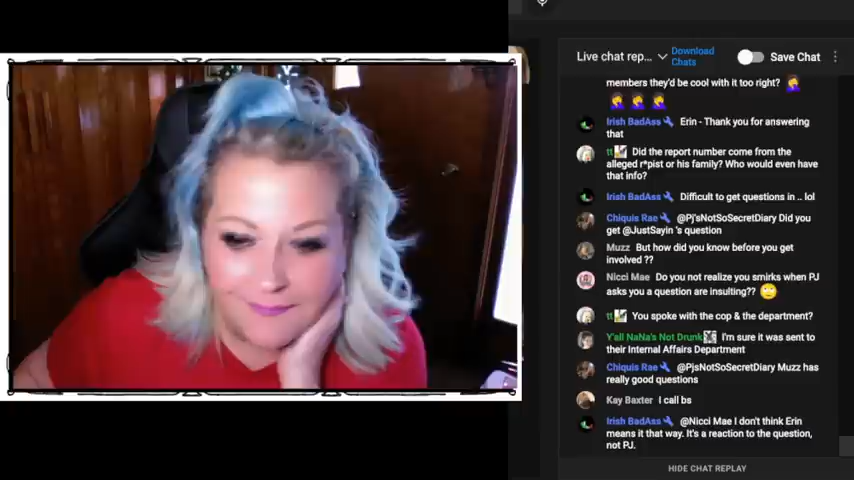 Live chat rep...
Download
Chats
Save Chat
members they'd be cool with it too right?
Irish BadAss Erin - Thank you for answering
that
tt Did the report number come from the
alleged r*pist or his family? Who would even have
that info?
Irish BadAss Difficult to get questions in .. lol
Chiquis Rae @Pj'sNotSoSecretDiary Did you
get @JustSayin 's question
Muzz But how did you know before you get
involved ??
Nicci Mae Do you not realize you smirks when PJ
asks you a question are insulting??
tt You spoke with the cop & the department?
Y'all NaNa's Not Drunk I'm sure it was sent to
their Internal Affairs Department
Chiquis Rae @PjsNotSoSecretDiary Muzz has
really good questions
Kay Baxter I call bs
Irish BadAss @Nicci Mae I don't think Erin
means it that way. It's a reaction to the question,
not PJ.
HIDE CHAT REPLAY